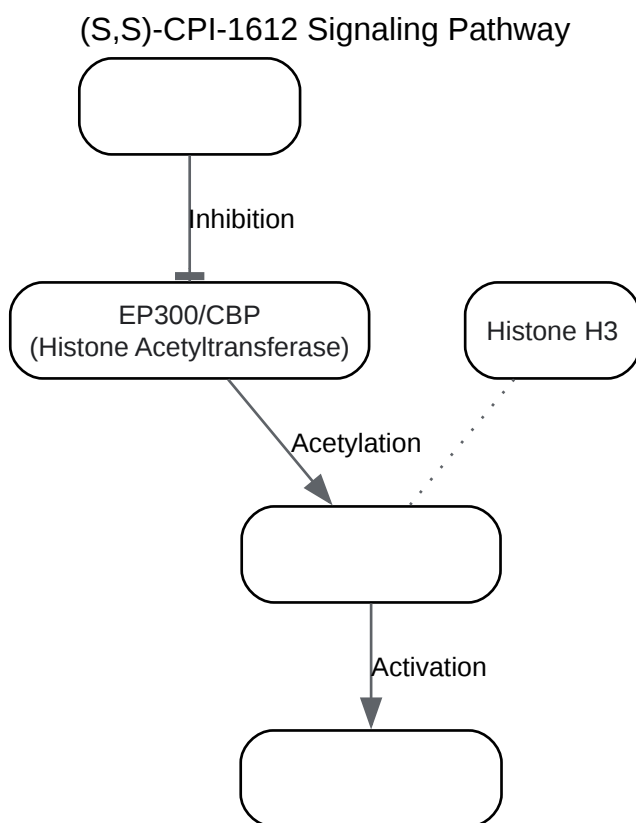 (S,S)-CPI-1612 Signaling Pathway
Inhibition
EP300/CBP
(Histone Acetyltransferase)
Histone H3
Acetylation
Activation